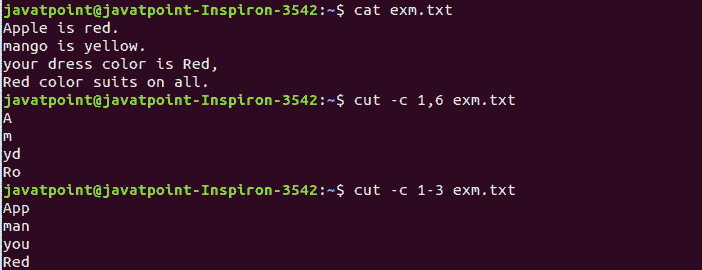 javatpoint@javatpoint-Inspiron-3542:~$ cat exm.txt
Apple is red.
mango is yellow.
your dress color is Red,
Red color suits on all.
javatpoint@javatpoint-Inspiron-3542:~$ cut -c 1,6 exm.txt
A
m
yd
Ro
javatpoint@javatpoint-Inspiron-3542:~$ cut -c 1-3 exm.txt
App
man
you
Red